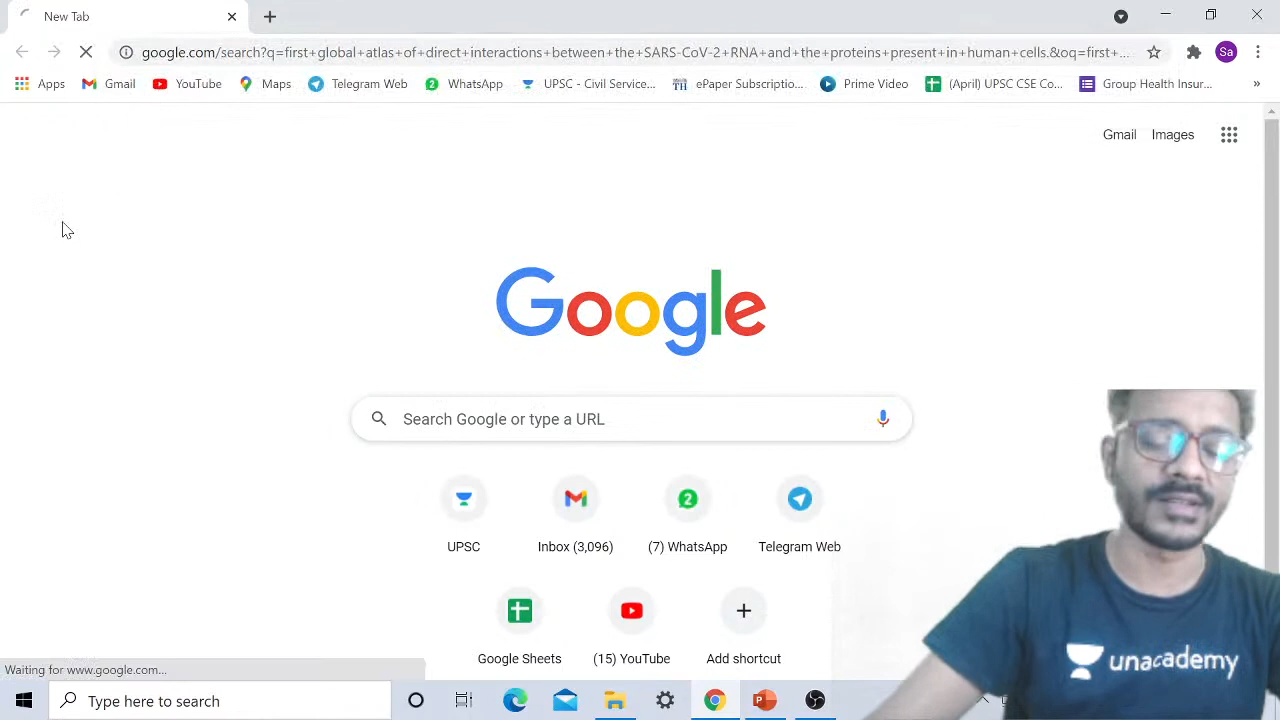 New Tab
google.com/search?q=first+global+atlas+of+direct+interactions+between+the+SARS-CoV-2+RNA+and+the+proteins+present+in+human+cells.&oq=first+...
Sa
Apps Gmail YouTube Maps Telegram Web WhatsApp UPSC - Civil Service... ePaper Subscriptio... Prime Video (April) UPSC CSE Co... Group Health Insur... »
Gmail Images
Google
Search Google or type a URL
UPSC Inbox (3,096) (7) WhatsApp Telegram Web
Google Sheets (15) YouTube Add shortcut
unacademy
Waiting for www.google.com...
Type here to search